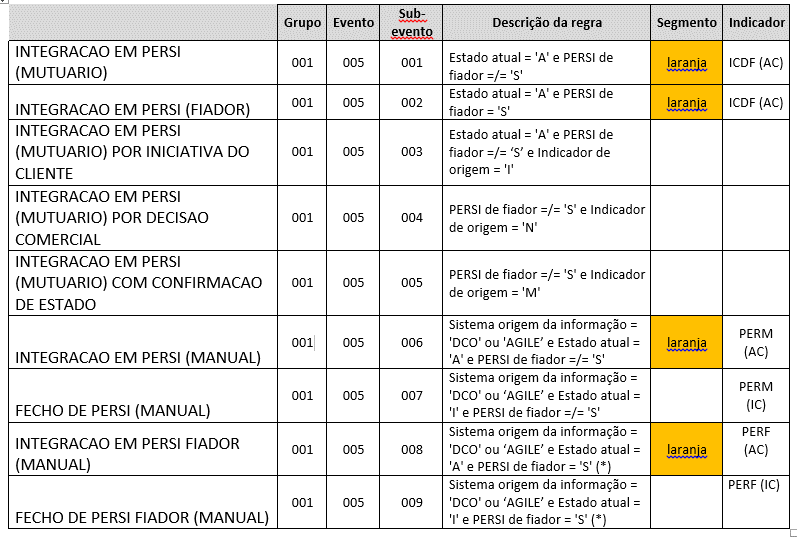 Grupo Evento Sub-evento Descrição da regra Segmento Indicador
INTEGRACAO EM PERSI
(MUTUARIO) 001 005 001 Estado atual = 'A' e PERSI de
fiador =/= 'S' laranja ICDF (AC)
INTEGRACAO EM PERSI (FIADOR) 001 005 002 Estado atual = 'A' e PERSI de
fiador = 'S' laranja ICDF (AC)
INTEGRACAO EM PERSI
(MUTUARIO) POR INICIATIVA DO
CLIENTE 001 005 003 Estado atual = 'A' e PERSI de
fiador =/= ‘S’ e Indicador de
origem = 'I'
INTEGRACAO EM PERSI
(MUTUARIO) POR DECISAO
COMERCIAL 001 005 004 PERSI de fiador =/= 'S' e Indicador
de origem = 'N'
INTEGRACAO EM PERSI
(MUTUARIO) COM CONFIRMACAO
DE ESTADO 001 005 005 PERSI de fiador =/= 'S' e Indicador
de origem = 'M'
INTEGRACAO EM PERSI (MANUAL) 001 005 006 Sistema origem da informação =
'DCO' ou 'AGILE’ e Estado atual =
'A' e PERSI de fiador =/= 'S' laranja PERM
(AC)
FECHO DE PERSI (MANUAL) 001 005 007 Sistema origem da informação =
'DCO' ou ‘AGILE’ e Estado atual =
'I' e PERSI de fiador =/= 'S' PERM
(IC)
INTEGRACAO EM PERSI FIADOR
(MANUAL) 001 005 008 Sistema origem da informação =
'DCO' ou ‘AGILE’ e Estado atual =
'A' e PERSI de fiador = 'S' (*) laranja PERF
(AC)
FECHO DE PERSI FIADOR (MANUAL) 001 005 009 Sistema origem da informação =
'DCO' ou ‘AGILE’ e Estado atual =
'I' e PERSI de fiador = 'S' (*) PERF (IC)